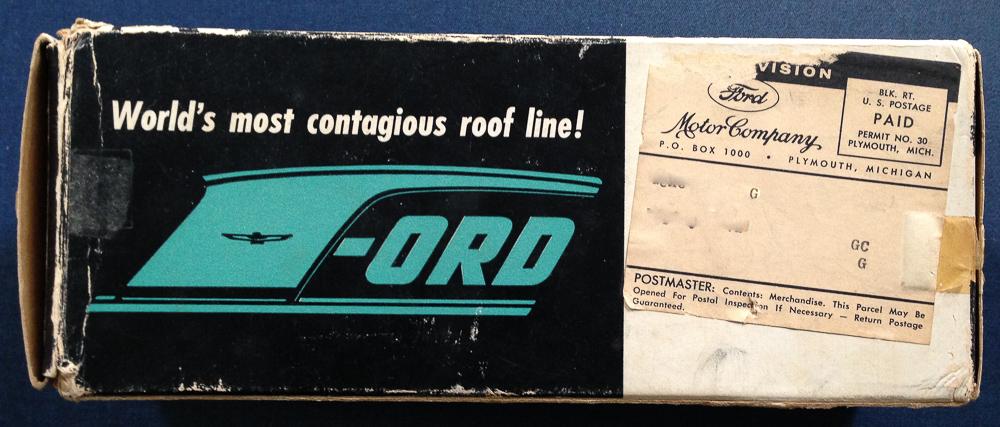 World's most contagious roof line!
FORD
VISION
Ford
Motor Company
P.O. BOX 1000 • PLYMOUTH, MICHIGAN
BLK. RT.
U. S. POSTAGE
PAID
PERMIT NO. 30
PLYMOUTH, MICH.
G
GC
G
POSTMASTER: Contents: Merchandise. This Parcel May Be
Opened For Postal Inspection If Necessary — Return Postage
Guaranteed.